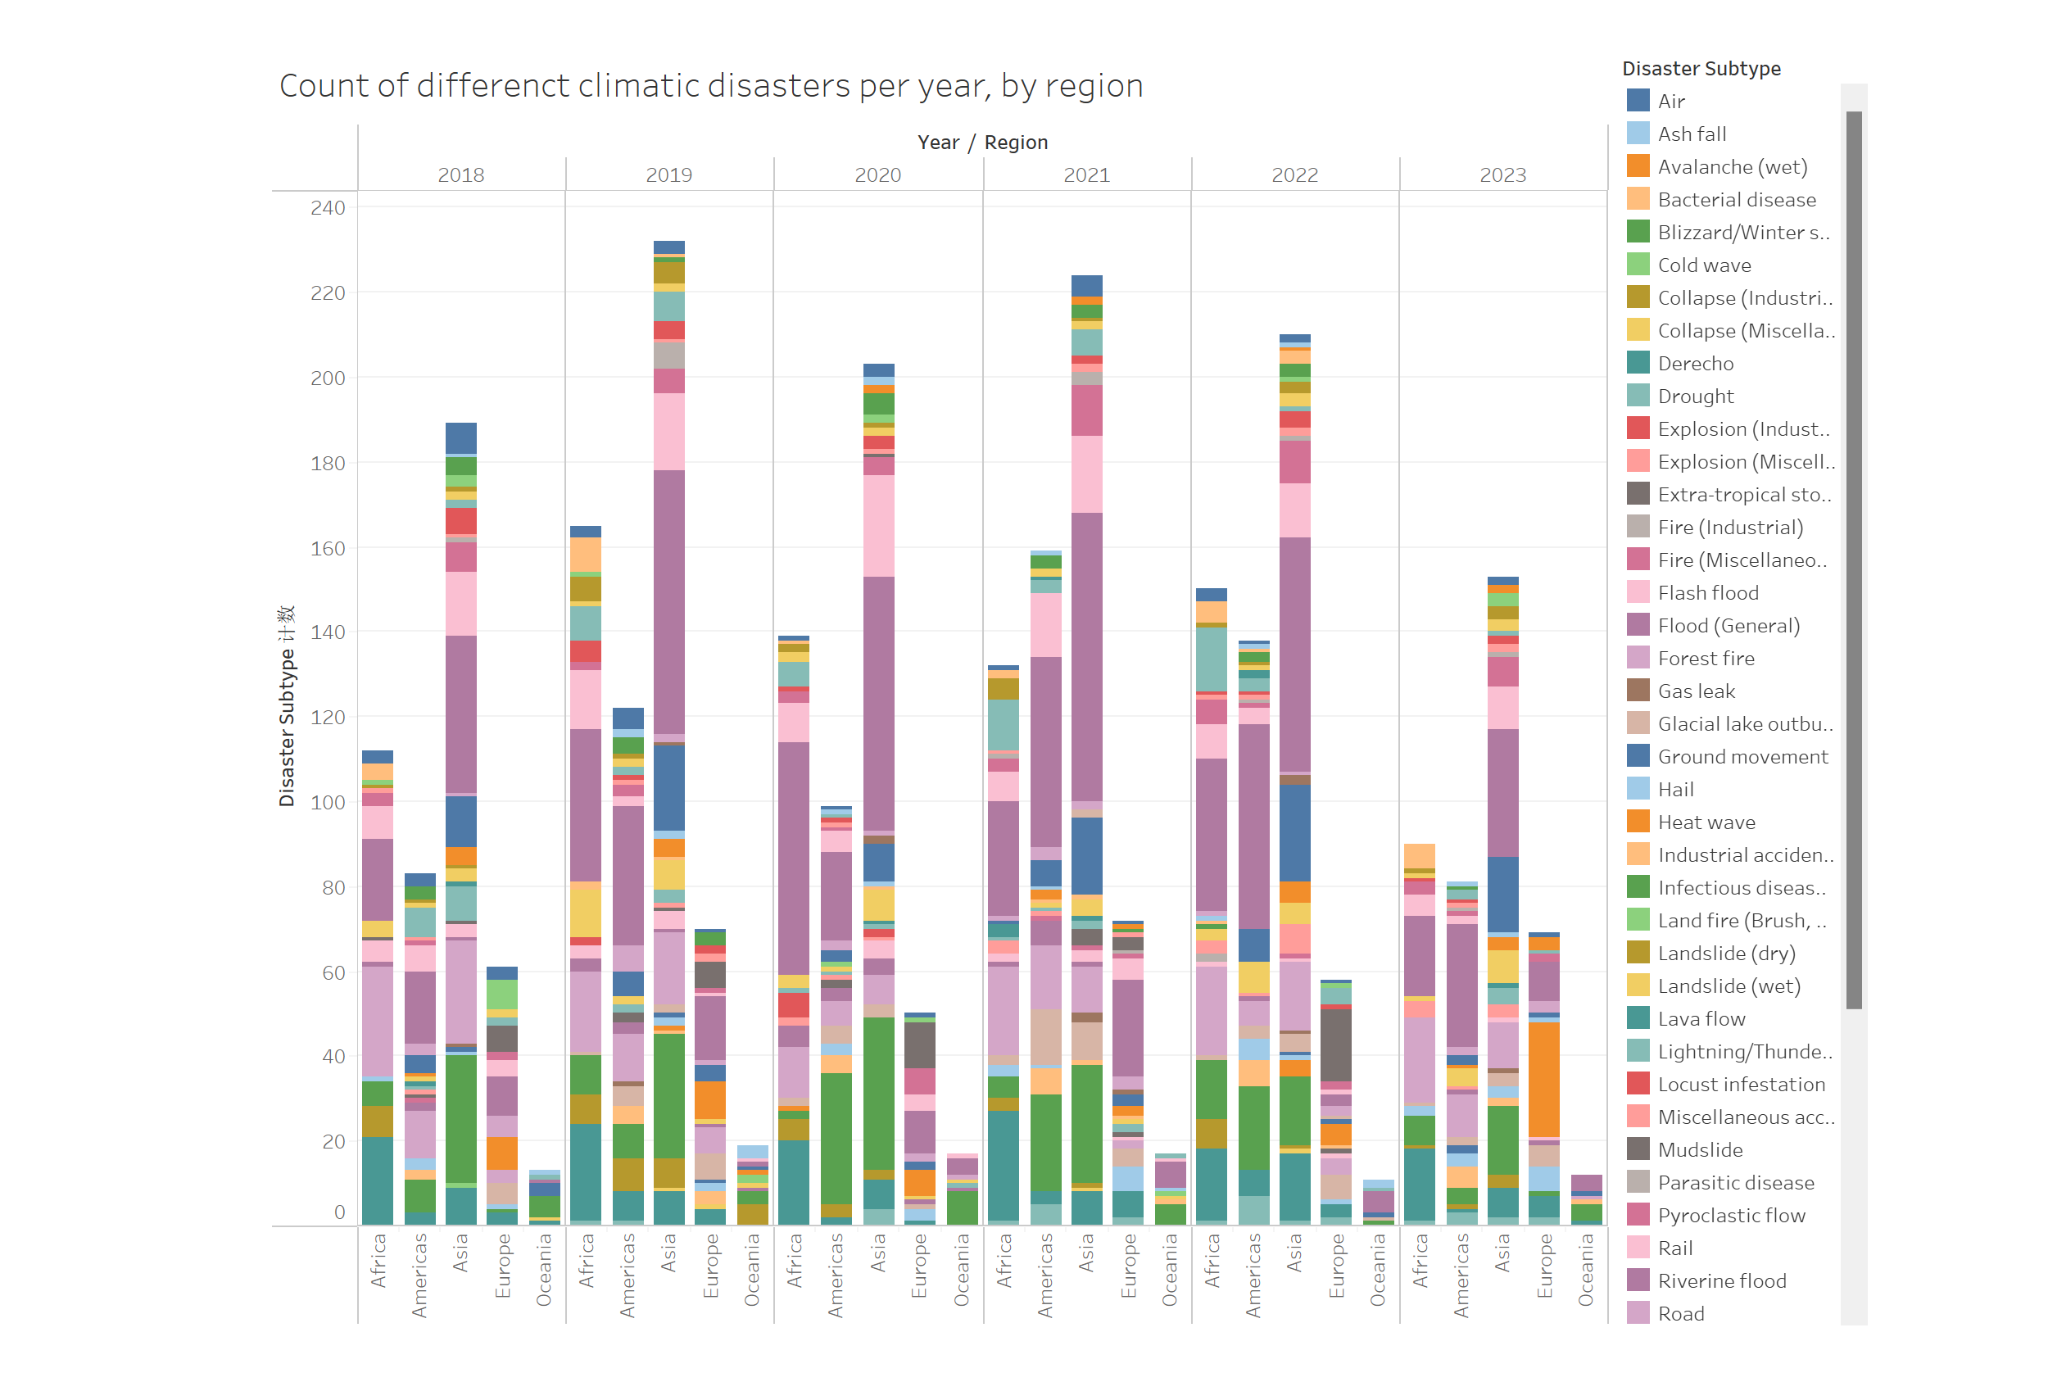 Count of differenct climatic disasters per year, by region
Year / Region
2018 2019 2020 2021 2022 2023
240
220
200
180
160
140
120
100
80
60
40
20
0
Disaster Subtype 计数
Africa Americas Asia Europe Oceania Africa Americas Asia Europe Oceania Africa Americas Asia Europe Oceania Africa Americas Asia Europe Oceania Africa Americas Asia Europe Oceania Africa Americas Asia Europe Oceania
Disaster Subtype
Air
Ash fall
Avalanche (wet)
Bacterial disease
Blizzard/Winter s..
Cold wave
Collapse (Industri..
Collapse (Miscella..
Derecho
Drought
Explosion (Indust..
Explosion (Miscell..
Extra-tropical sto..
Fire (Industrial)
Fire (Miscellaneo..
Flash flood
Flood (General)
Forest fire
Gas leak
Glacial lake outbu..
Ground movement
Hail
Heat wave
Industrial acciden..
Infectious diseas..
Land fire (Brush, ..
Landslide (dry)
Landslide (wet)
Lava flow
Lightning/Thunde..
Locust infestation
Miscellaneous acc..
Mudslide
Parasitic disease
Pyroclastic flow
Rail
Riverine flood
Road